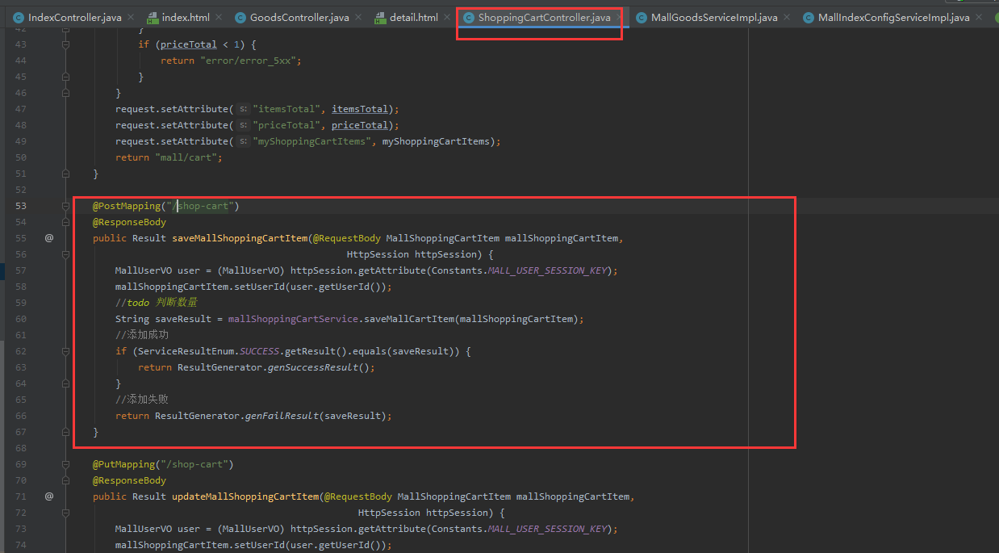 IndexController.java × index.html × GoodsController.java × detail.html × ShoppingCartController.java × MallGoodsServiceImpl.java × MallIndexConfigServiceImpl.java ×
42 }
43 if (priceTotal < 1) {
44 return "error/error_5xx";
45 }
46 }
47 request.setAttribute( s: "itemsTotal", itemsTotal);
48 request.setAttribute( s: "priceTotal", priceTotal);
49 request.setAttribute( s: "myShoppingCartItems", myShoppingCartItems);
50 return "mall/cart";
51 }
52
53 @PostMapping("/shop-cart")
54 @ResponseBody
55 @ public Result saveMallShoppingCartItem(@RequestBody MallShoppingCartItem mallShoppingCartItem,
56 HttpSession httpSession) {
57 MallUserVO user = (MallUserVO) httpSession.getAttribute(Constants.MALL_USER_SESSION_KEY);
58 mallShoppingCartItem.setUserId(user.getUserId());
59 //todo 判断数量
60 String saveResult = mallShoppingCartService.saveMallCartItem(mallShoppingCartItem);
61 //添加成功
62 if (ServiceResultEnum.SUCCESS.getResult().equals(saveResult)) {
63 return ResultGenerator.genSuccessResult();
64 }
65 //添加失败
66 return ResultGenerator.genFailResult(saveResult);
67 }
68
69 @PutMapping("/shop-cart")
70 @ResponseBody
71 @ public Result updateMallShoppingCartItem(@RequestBody MallShoppingCartItem mallShoppingCartItem,
72 HttpSession httpSession) {
73 MallUserVO user = (MallUserVO) httpSession.getAttribute(Constants.MALL_USER_SESSION_KEY);
74 mallShoppingCartItem.setUserId(user.getUserId());